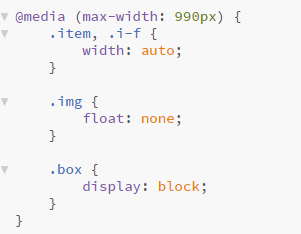 @media (max-width: 990px) {
    .item, .i-f {
        width: auto;
    }

    .img {
        float: none;
    }

    .box {
        display: block;
    }
}